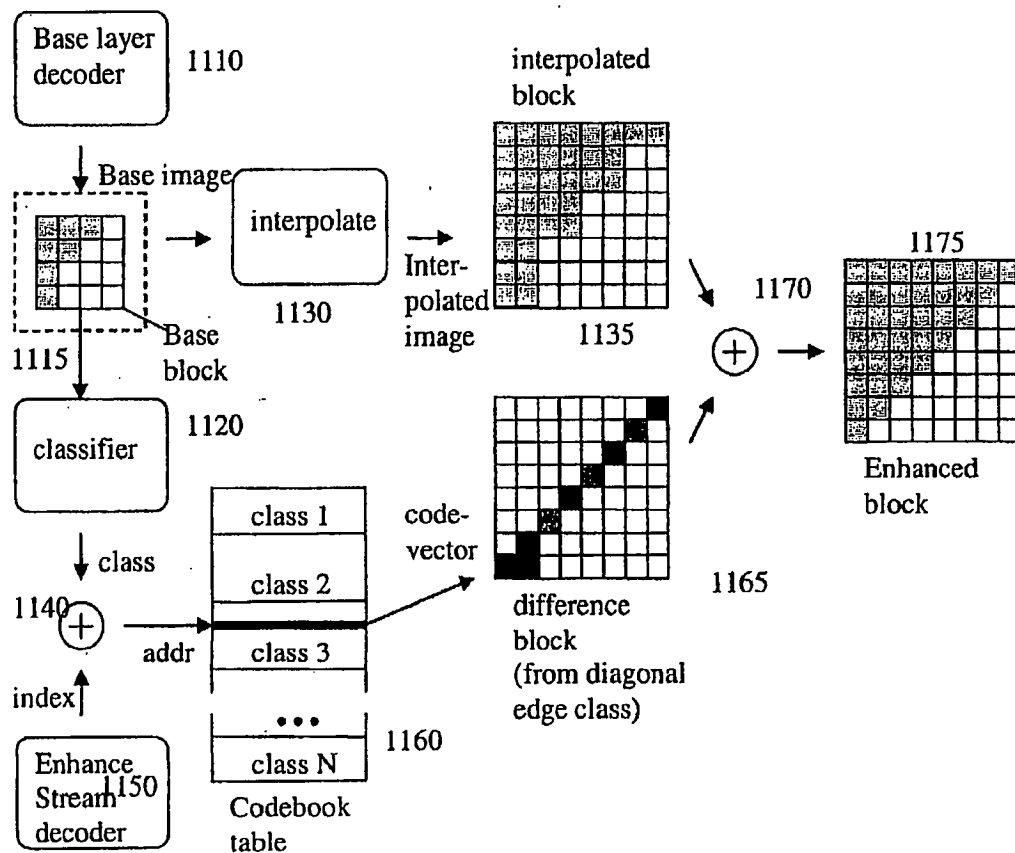 Base layer
decoder
1110
Base image
interpolate
1130
Inter-
polated
image
interpolated
block
1135
1115
Base
block
classifier
1120
class
1140
+
addr
index
Enhance
Stream
decoder
1150
class 1
class 2
class 3
•••
class N
1160
Codebook
table
code-
vector
difference
block
(from diagonal
edge class)
1165
1170
+
1175
Enhanced
block